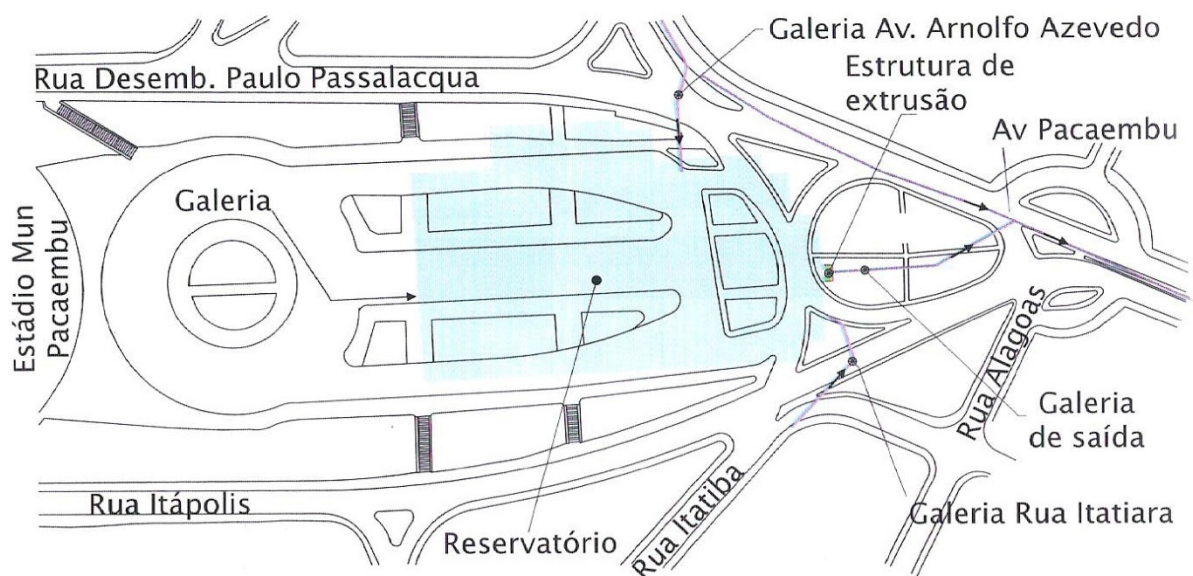 Galeria Av. Arnolfo Azevedo
Rua Desemb. Paulo Passalacqua
Estrutura de
extrusão
Av Pacaembu
Galeria
Estádio Mun
Pacaembu
Rua Alagoas
Galeria
de saída
Rua Itápolis
Reservatório
Rua Itatiba
Galeria Rua Itatiara